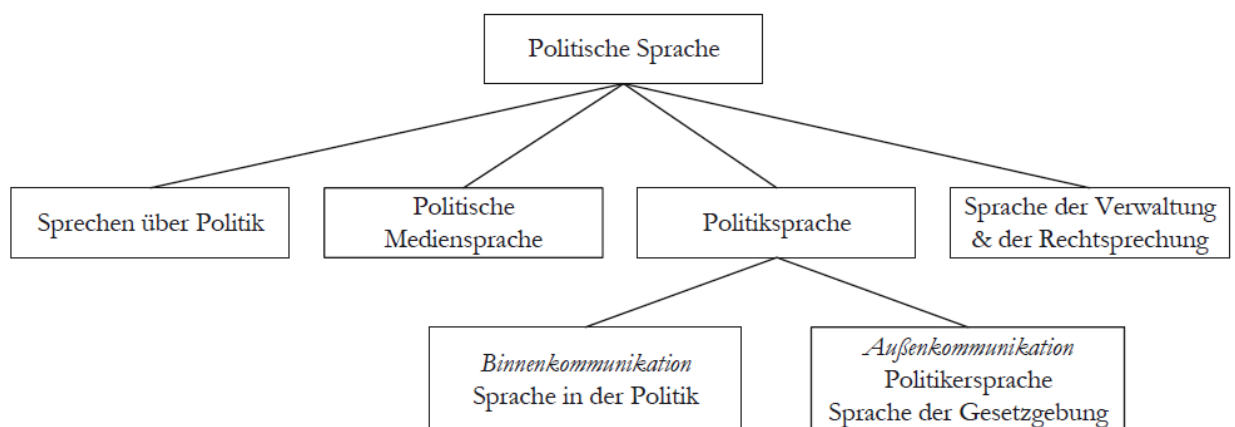 Politische Sprache
Sprechen über Politik
Politische
Mediensprache
Politiksprache
Sprache der Verwaltung
& der Rechtsprechung
Binnenkommunikation
Sprache in der Politik
Außenkommunikation
Politikersprache
Sprache der Gesetzgebung